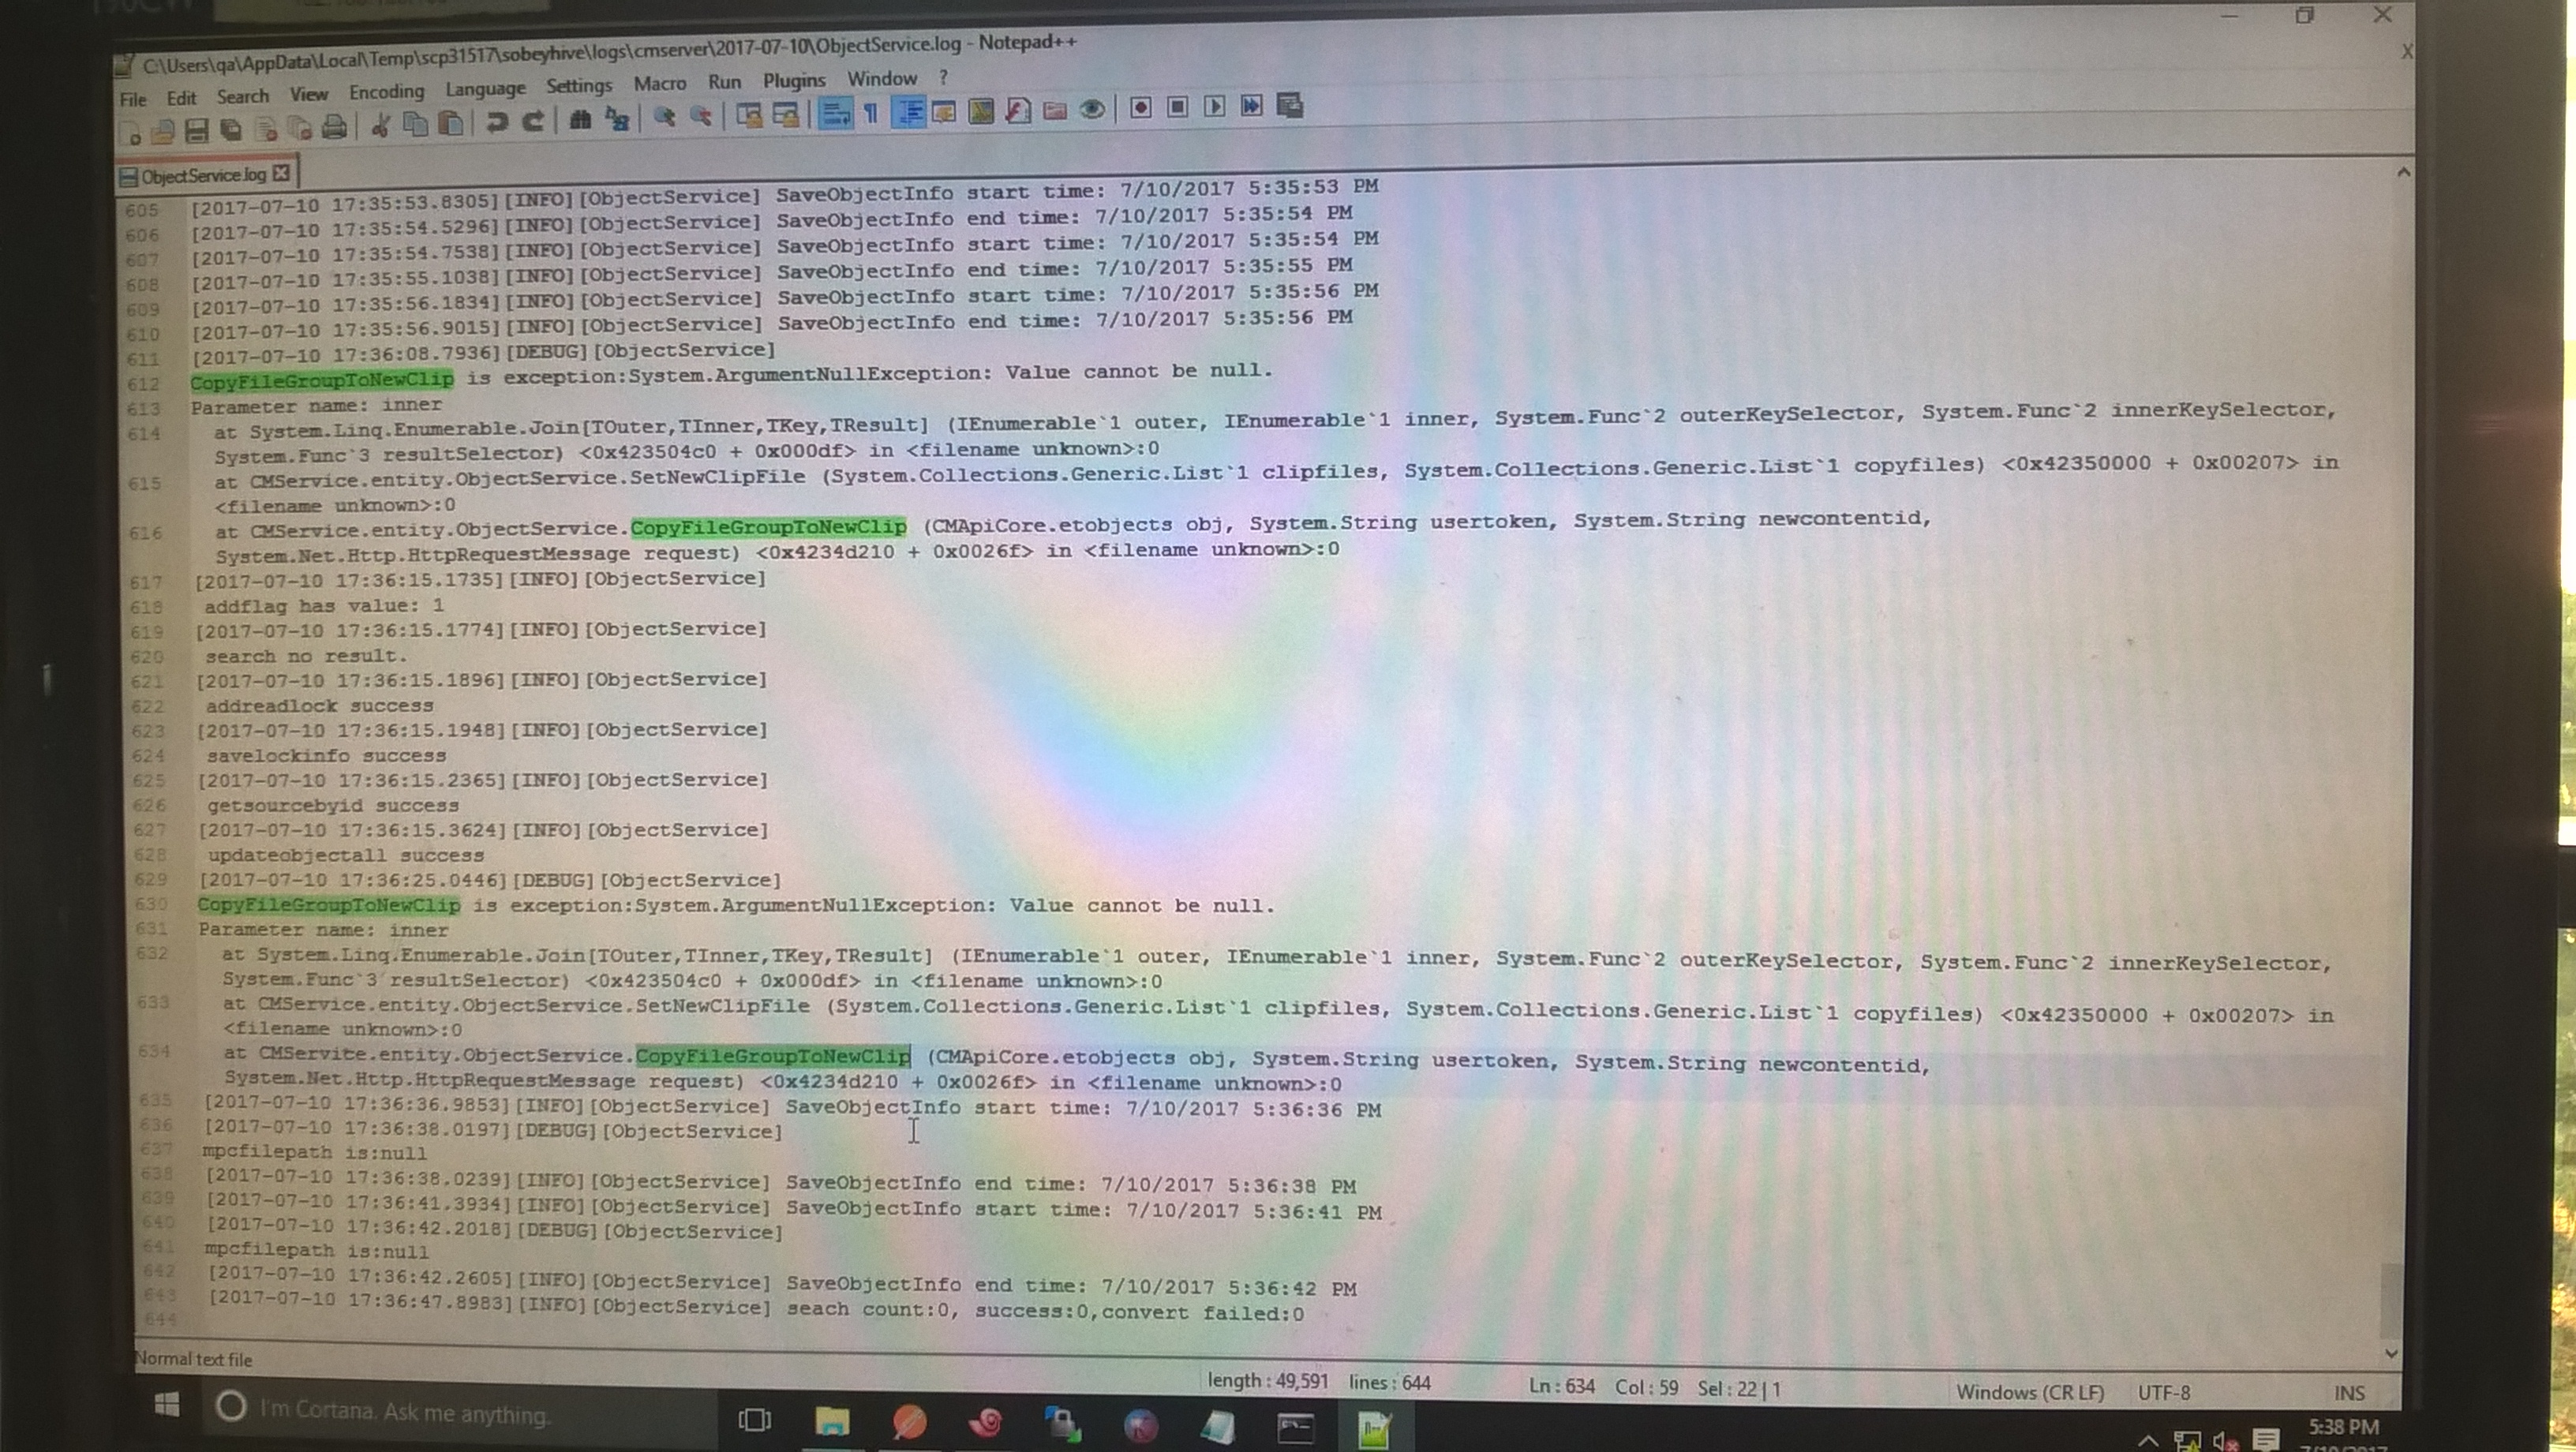 C:\Users\qa\AppData\Local\Temp\scp31517\sobeyhive\logs\cmserver\2017-07-10\ObjectService.log - Notepad++
File Edit Search View Encoding Language Settings Macro Run Plugins Window ?
ObjectService.log
605 [2017-07-10 17:35:53.8305][INFO][ObjectService] SaveObjectInfo start time: 7/10/2017 5:35:53 PM
606 [2017-07-10 17:35:54.5296][INFO][ObjectService] SaveObjectInfo end time: 7/10/2017 5:35:54 PM
607 [2017-07-10 17:35:54.7538][INFO][ObjectService] SaveObjectInfo start time: 7/10/2017 5:35:54 PM
608 [2017-07-10 17:35:55.1038][INFO][ObjectService] SaveObjectInfo end time: 7/10/2017 5:35:55 PM
609 [2017-07-10 17:35:56.1834][INFO][ObjectService] SaveObjectInfo start time: 7/10/2017 5:35:56 PM
610 [2017-07-10 17:35:56.9015][INFO][ObjectService] SaveObjectInfo end time: 7/10/2017 5:35:56 PM
611 [2017-07-10 17:36:08.7936][DEBUG][ObjectService]
612 CopyFileGroupToNewClip is exception:System.ArgumentNullException: Value cannot be null.
613 Parameter name: inner
614 at System.Linq.Enumerable.Join[TOuter,TInner,TKey,TResult] (IEnumerable`1 outer, IEnumerable`1 inner, System.Func`2 outerKeySelector, System.Func`2 innerKeySelector,
System.Func`3 resultSelector) <0x423504c0 + 0x000df> in <filename unknown>:0
615 at CMService.entity.ObjectService.SetNewClipFile (System.Collections.Generic.List`1 clipfiles, System.Collections.Generic.List`1 copyfiles) <0x42350000 + 0x00207> in
<filename unknown>:0
616 at CMService.entity.ObjectService.CopyFileGroupToNewClip (CMApiCore.etobjects obj, System.String usertoken, System.String newcontentid,
System.Net.Http.HttpRequestMessage request) <0x4234d210 + 0x0026f> in <filename unknown>:0
617 [2017-07-10 17:36:15.1735][INFO][ObjectService]
618 addflag has value: 1
619 [2017-07-10 17:36:15.1774][INFO][ObjectService]
620 search no result.
621 [2017-07-10 17:36:15.1896][INFO][ObjectService]
622 addreadlock success
623 [2017-07-10 17:36:15.1948][INFO][ObjectService]
624 savelockinfo success
625 [2017-07-10 17:36:15.2365][INFO][ObjectService]
626 getsourcebyid success
627 [2017-07-10 17:36:15.3624][INFO][ObjectService]
628 updateobjectall success
629 [2017-07-10 17:36:25.0446][DEBUG][ObjectService]
630 CopyFileGroupToNewClip is exception:System.ArgumentNullException: Value cannot be null.
631 Parameter name: inner
632 at System.Linq.Enumerable.Join[TOuter,TInner,TKey,TResult] (IEnumerable`1 outer, IEnumerable`1 inner, System.Func`2 outerKeySelector, System.Func`2 innerKeySelector,
System.Func`3 resultSelector) <0x423504c0 + 0x000df> in <filename unknown>:0
633 at CMService.entity.ObjectService.SetNewClipFile (System.Collections.Generic.List`1 clipfiles, System.Collections.Generic.List`1 copyfiles) <0x42350000 + 0x00207> in
<filename unknown>:0
634 at CMService.entity.ObjectService.CopyFileGroupToNewClip (CMApiCore.etobjects obj, System.String usertoken, System.String newcontentid,
System.Net.Http.HttpRequestMessage request) <0x4234d210 + 0x0026f> in <filename unknown>:0
635 [2017-07-10 17:36:36.9853][INFO][ObjectService] SaveObjectInfo start time: 7/10/2017 5:36:36 PM
636 [2017-07-10 17:36:38.0197][DEBUG][ObjectService]
637 mpcfilepath is:null
638 [2017-07-10 17:36:38.0239][INFO][ObjectService] SaveObjectInfo end time: 7/10/2017 5:36:38 PM
639 [2017-07-10 17:36:41.3934][INFO][ObjectService] SaveObjectInfo start time: 7/10/2017 5:36:41 PM
640 [2017-07-10 17:36:42.2018][DEBUG][ObjectService]
641 mpcfilepath is:null
642 [2017-07-10 17:36:42.2605][INFO][ObjectService] SaveObjectInfo end time: 7/10/2017 5:36:42 PM
643 [2017-07-10 17:36:47.8983][INFO][ObjectService] seach count:0, success:0,convert failed:0
644
Normal text file length : 49,591 lines : 644 Ln : 634 Col : 59 Sel : 22 | 1 Windows (CR LF) UTF-8 INS
I'm Cortana. Ask me anything.
5:38 PM